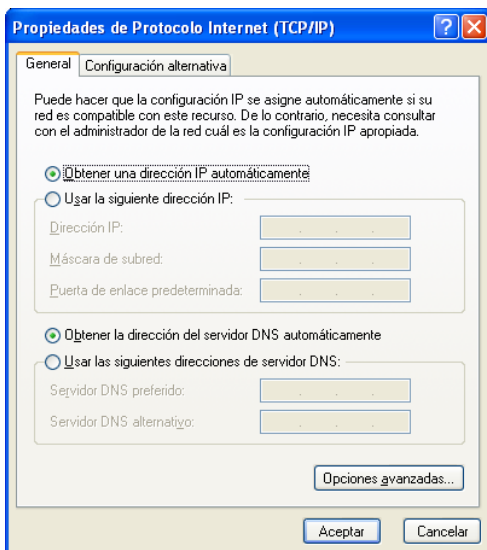 Propiedades de Protocolo Internet (TCP/IP)
General
Configuración alternativa
Puede hacer que la configuración IP se asigne automáticamente si su
red es compatible con este recurso. De lo contrario, necesita consultar
con el administrador de la red cuál es la configuración IP apropiada.
Obtener una dirección IP automáticamente
Usar la siguiente dirección IP:
Dirección IP:
Máscara de subred:
Puerta de enlace predeterminada:
Obtener la dirección del servidor DNS automáticamente
Usar las siguientes direcciones de servidor DNS:
Servidor DNS preferido:
Servidor DNS alternativo:
Opciones avanzadas...
Aceptar
Cancelar